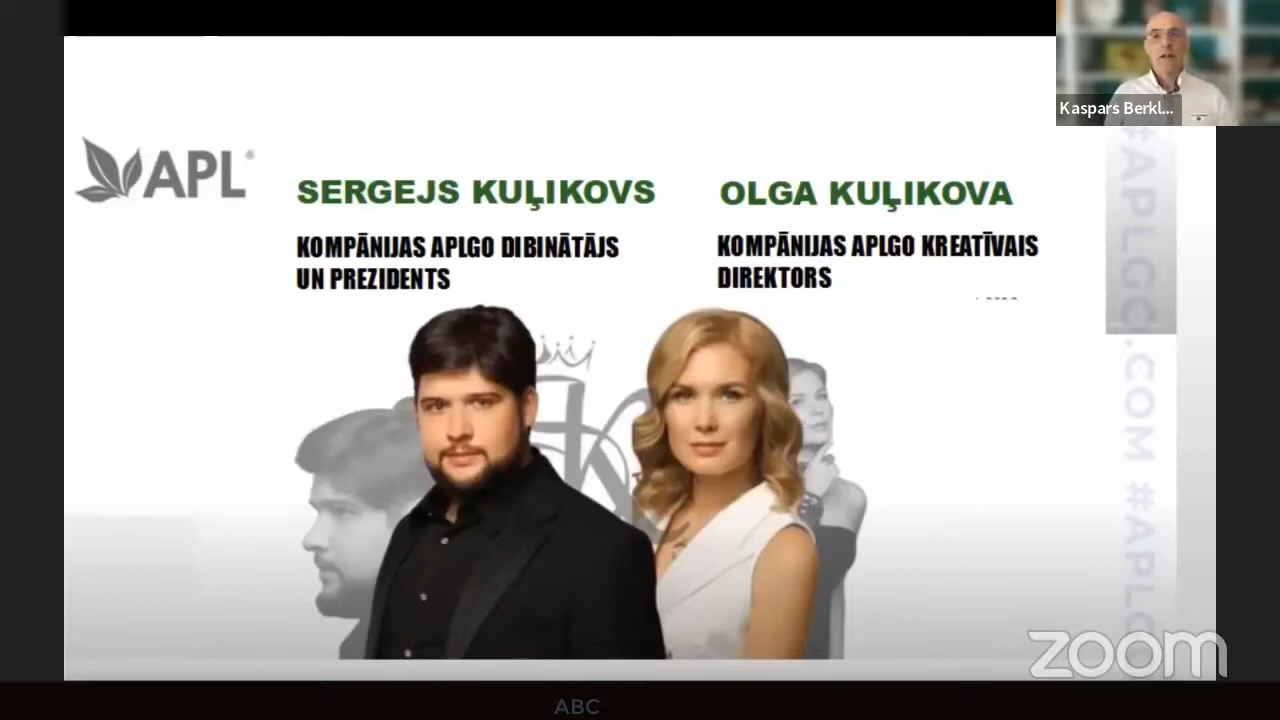 Kaspars Berkl...
APL®
SERGEJS KUĻIKOVS
KOMPĀNIJAS APLGO DIBINĀTĀJS
UN PREZIDENTS
OLGA KUĻIKOVA
KOMPĀNIJAS APLGO KREATĪVAIS
DIREKTORS
#APLGO.COM #APLGO
zoom
ABC